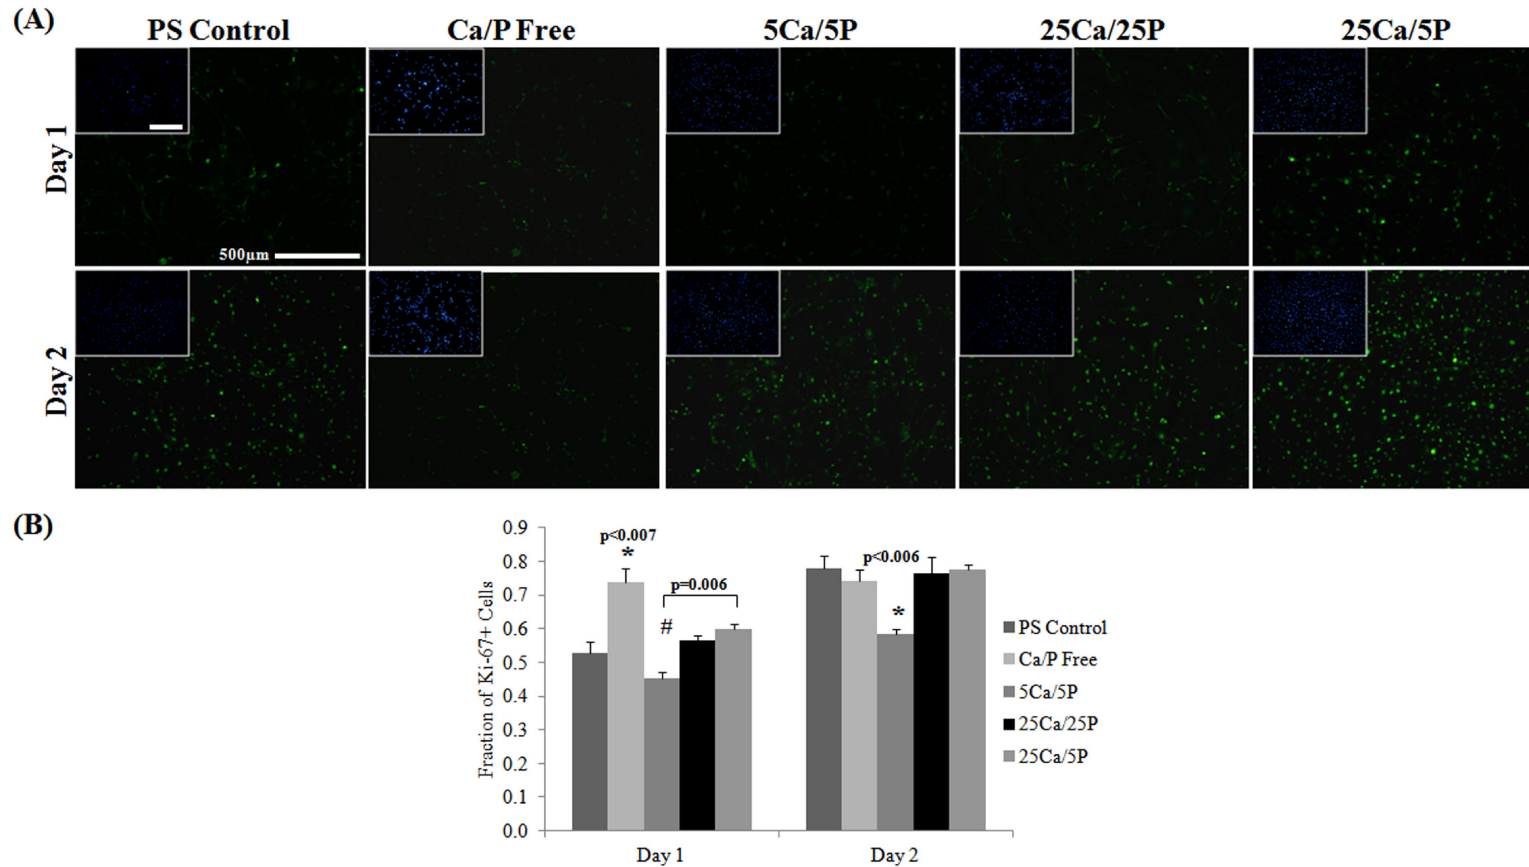 (A)
PS Control Ca/P Free 5Ca/5P 25Ca/25P 25Ca/5P
Day 1
500µm
Day 2
(B)
Fraction of Ki-67+ Cells
0.9
0.8
0.7
0.6
0.5
0.4
0.3
0.2
0.1
0.0
p<0.007
*
p=0.006
#
p<0.006
*
Day 1 Day 2
PS Control
Ca/P Free
5Ca/5P
25Ca/25P
25Ca/5P